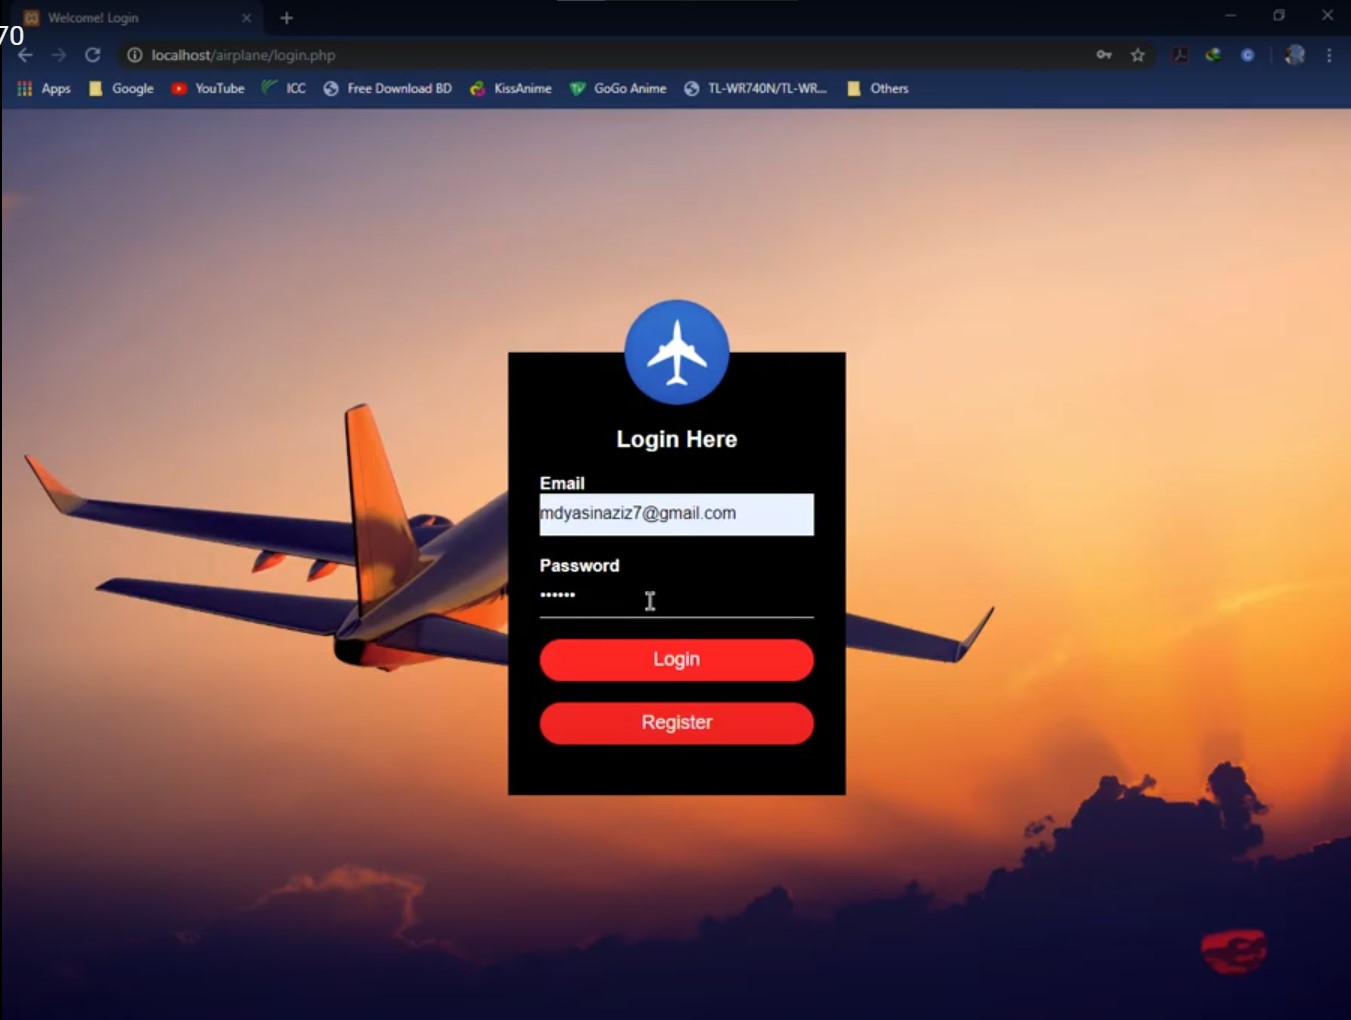 Welcome! Login
70
localhost/airplane/login.php
Apps Google YouTube ICC Free Download BD KissAnime GoGo Anime TL-WR740N/TL-WR... Others
Login Here
Email
mdyasinaziz7@gmail.com
Password
••••••
Login
Register